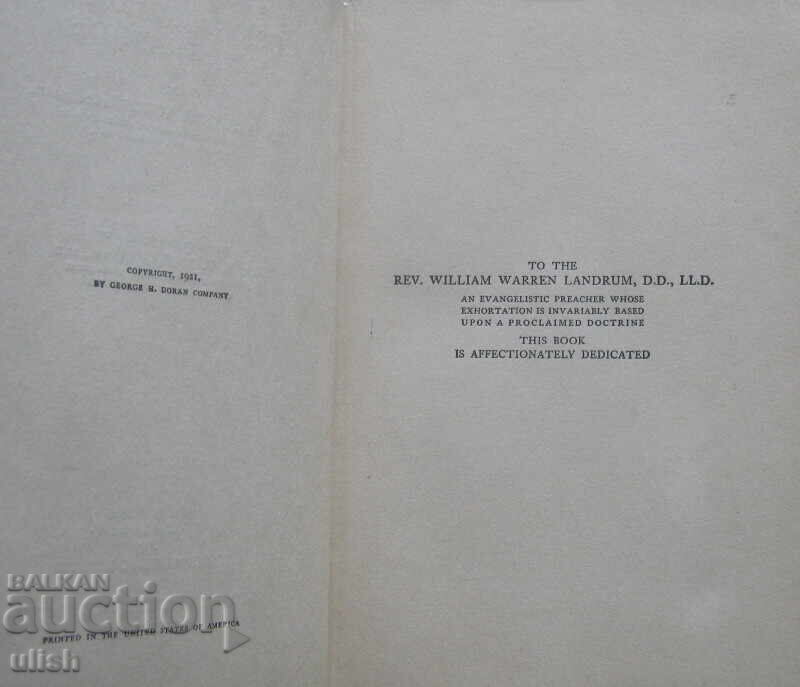 COPYRIGHT, 1921,
BY GEORGE H. DORAN COMPANY
PRINTED IN THE UNITED STATES OF AMERICA
TO THE
REV. WILLIAM WARREN LANDRUM, D.D., LL.D.
AN EVANGELISTIC PREACHER WHOSE
EXHORTATION IS INVARIABLY BASED
UPON A PROCLAIMED DOCTRINE
THIS BOOK
IS AFFECTIONATELY DEDICATED
BALKAN
auction
ulish